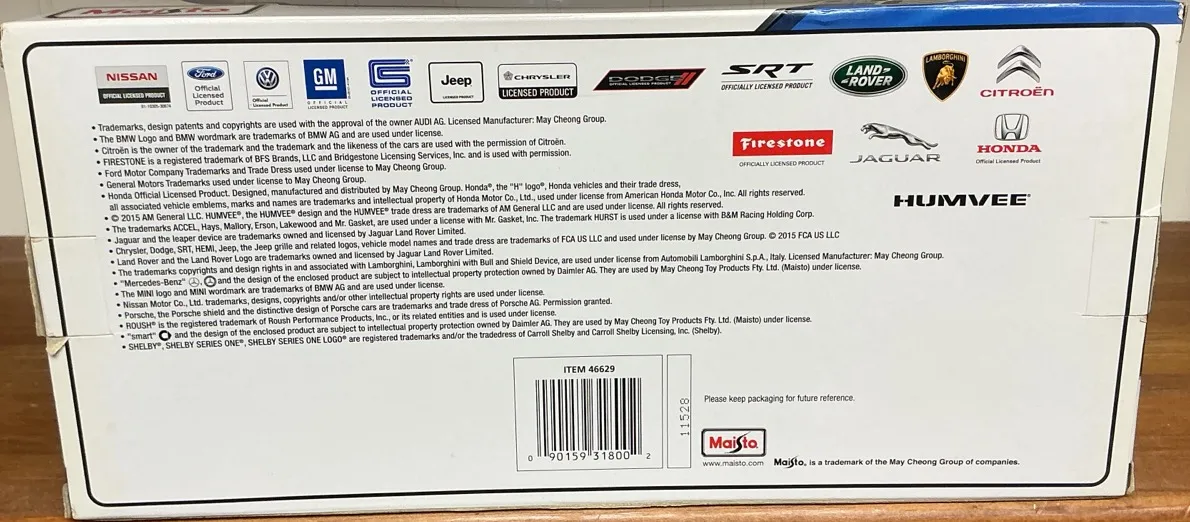 Maisto
NISSAN
OFFICIAL LICENSED PRODUCT
Ford
Official
Licensed
Product
Official
Licensed Product
GM
OFFICIAL
LICENSED PRODUCT
OFFICIAL
LICENSED
PRODUCT
Jeep
LICENSED PRODUCT
CHRYSLER
LICENSED PRODUCT
DODGE
OFFICIAL LICENSED PRODUCT
SRT
OFFICIALLY LICENSED PRODUCT
LAND-
-ROVER
LAMBORGHINI
CITROËN
Firestone
OFFICIALLY LICENSED PRODUCT
JAGUAR
HONDA
Official Licensed Product
HUMVEE®
• Trademarks, design patents and copyrights are used with the approval of the owner AUDI AG. Licensed Manufacturer: May Cheong Group.
• The BMW Logo and BMW wordmark are trademarks of BMW AG and are used under license.
• Citroën is the owner of the trademark and the trademark and the likeness of the cars are used with the permission of Citroën.
• FIRESTONE is a registered trademark of BFS Brands, LLC and Bridgestone Licensing Services, Inc. and is used with permission.
• Ford Motor Company Trademarks and Trade Dress used under license to May Cheong Group.
• General Motors Trademarks used under license to May Cheong Group.
• Honda Official Licensed Product. Designed, manufactured and distributed by May Cheong Group. Honda®, the "H" logo®, Honda vehicles and their trade dress,
all associated vehicle emblems, marks and names are trademarks and intellectual property of Honda Motor Co., Ltd., used under license from American Honda Motor Co., Inc. All rights reserved.
• © 2015 AM General LLC. HUMVEE®, the HUMVEE® design and the HUMVEE® trade dress are trademarks of AM General LLC and are used under license. All rights reserved.
• The trademarks ACCEL, Hays, Mallory, Erson, Lakewood and Mr. Gasket, are used under a license with Mr. Gasket, Inc. The trademark HURST is used under a license with B&M Racing Holding Corp.
• Jaguar and the leaper device are trademarks owned and licensed by Jaguar Land Rover Limited.
• Chrysler, Dodge, SRT, HEMI, Jeep, the Jeep grille and related logos, vehicle model names and trade dress are trademarks of FCA US LLC and used under license by May Cheong Group. © 2015 FCA US LLC
• Land Rover and the Land Rover Logo are trademarks owned and licensed by Jaguar Land Rover Limited.
• The trademarks copyrights and design rights in and associated with Lamborghini, Lamborghini with Bull and Shield Device, are used under license from Automobili Lamborghini S.p.A., Italy. Licensed Manufacturer: May Cheong Group.
• "Mercedes-Benz" , and the design of the enclosed product are subject to intellectual property protection owned by Daimler AG. They are used by May Cheong Toy Products Fty. Ltd. (Maisto) under license.
• The MINI logo and MINI wordmark are trademarks of BMW AG and are used under license.
• Nissan Motor Co., Ltd. trademarks, designs, copyrights and/or other intellectual property rights are used under license.
• Porsche, the Porsche shield and the distinctive design of Porsche cars are trademarks and trade dress of Porsche AG. Permission granted.
• ROUSH® is the registered trademark of Roush Performance Products, Inc., or its related entities and is used under license.
• "smart" and the design of the enclosed product are subject to intellectual property protection owned by Daimler AG. They are used by May Cheong Toy Products Fty. Ltd. (Maisto) under license.
• SHELBY®, SHELBY SERIES ONE®, SHELBY SERIES ONE LOGO® are registered trademarks and/or the tradedress of Carroll Shelby and Carroll Shelby Licensing, Inc. (Shelby).
ITEM 46629
0 90159 31800 2
11528
Please keep packaging for future reference.
Maisto
www.maisto.com
Maisto, is a trademark of the May Cheong Group of companies.